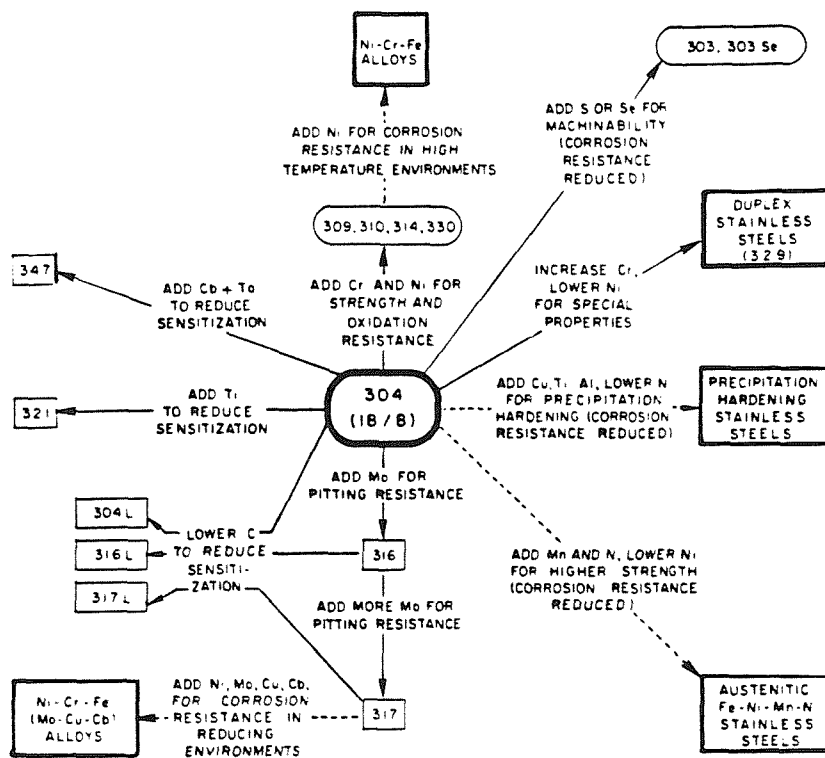 Ni-Cr-Fe
ALLOYS
303, 303 Se
ADD Ni FOR CORROSION
RESISTANCE IN HIGH
TEMPERATURE ENVIRONMENTS
ADD S OR Se FOR
MACHINABILITY
(CORROSION
RESISTANCE
REDUCED)
309, 310, 314, 330
DUPLEX
STAINLESS
STEELS
(329)
347
ADD Cb + Ta
TO REDUCE
SENSITIZATION
ADD Cr AND Ni FOR
STRENGTH AND
OXIDATION
RESISTANCE
INCREASE Cr,
LOWER Ni
FOR SPECIAL
PROPERTIES
321
ADD Ti
TO REDUCE
SENSITIZATION
304
(18/8)
ADD Cu, Ti, Al, LOWER N
FOR PRECIPITATION
HARDENING (CORROSION
RESISTANCE REDUCED)
PRECIPITATION
HARDENING
STAINLESS
STEELS
ADD Mo FOR
PITTING RESISTANCE
304 L
316 L
317 L
LOWER C
TO REDUCE
SENSITI-
ZATION
316
ADD MORE Mo FOR
PITTING RESISTANCE
ADD Mn AND N, LOWER Ni
FOR HIGHER STRENGTH
(CORROSION RESISTANCE
REDUCED)
Ni-Cr-Fe
(Mo-Cu-Cb)
ALLOYS
ADD Ni, Mo, Cu, Cb,
FOR CORROSION
RESISTANCE IN
REDUCING
ENVIRONMENTS
317
AUSTENITIC
Fe-Ni-Mn-N
STAINLESS
STEELS